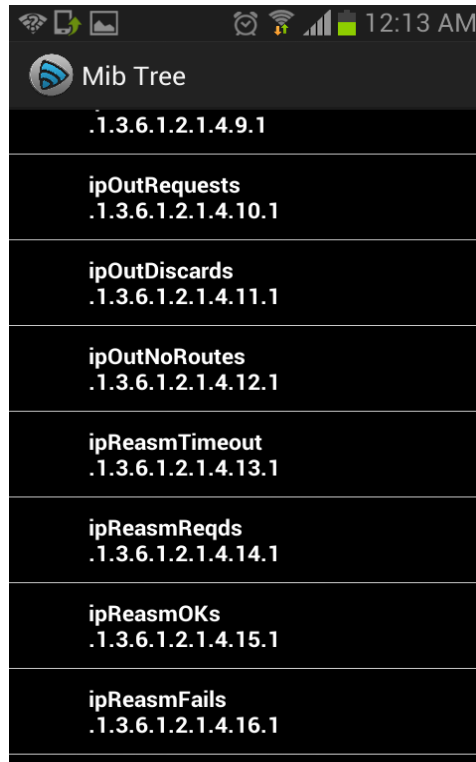 12:13 AM
Mib Tree
.1.3.6.1.2.1.4.9.1
ipOutRequests
.1.3.6.1.2.1.4.10.1
ipOutDiscards
.1.3.6.1.2.1.4.11.1
ipOutNoRoutes
.1.3.6.1.2.1.4.12.1
ipReasmTimeout
.1.3.6.1.2.1.4.13.1
ipReasmReqds
.1.3.6.1.2.1.4.14.1
ipReasmOKs
.1.3.6.1.2.1.4.15.1
ipReasmFails
.1.3.6.1.2.1.4.16.1